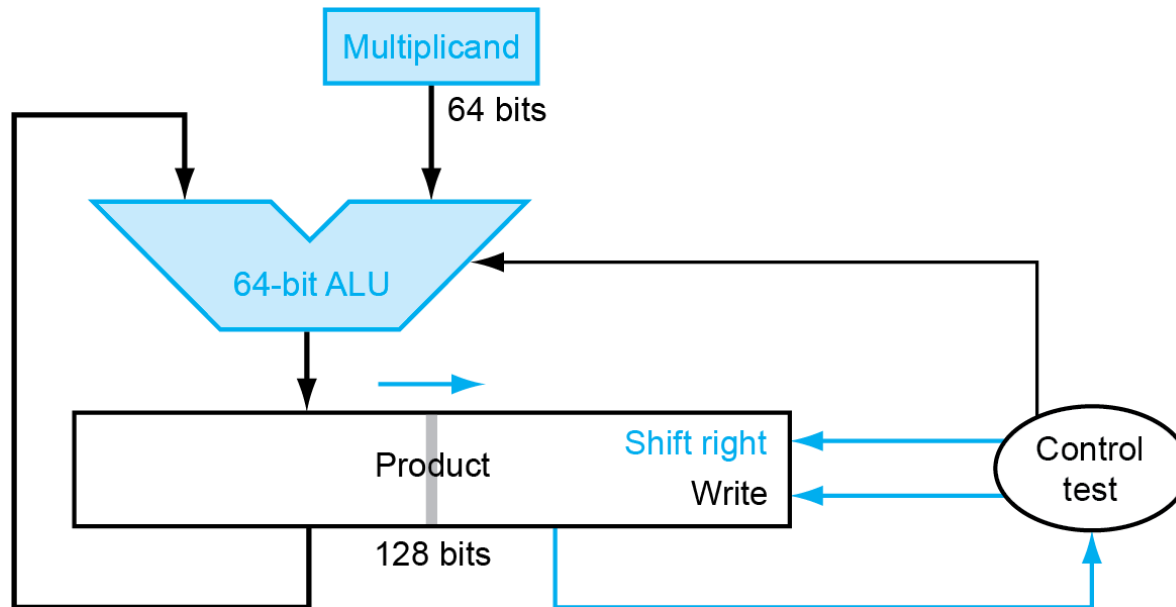 Multiplicand
64 bits
64-bit ALU
Shift right
Product
Write
128 bits
Control
test